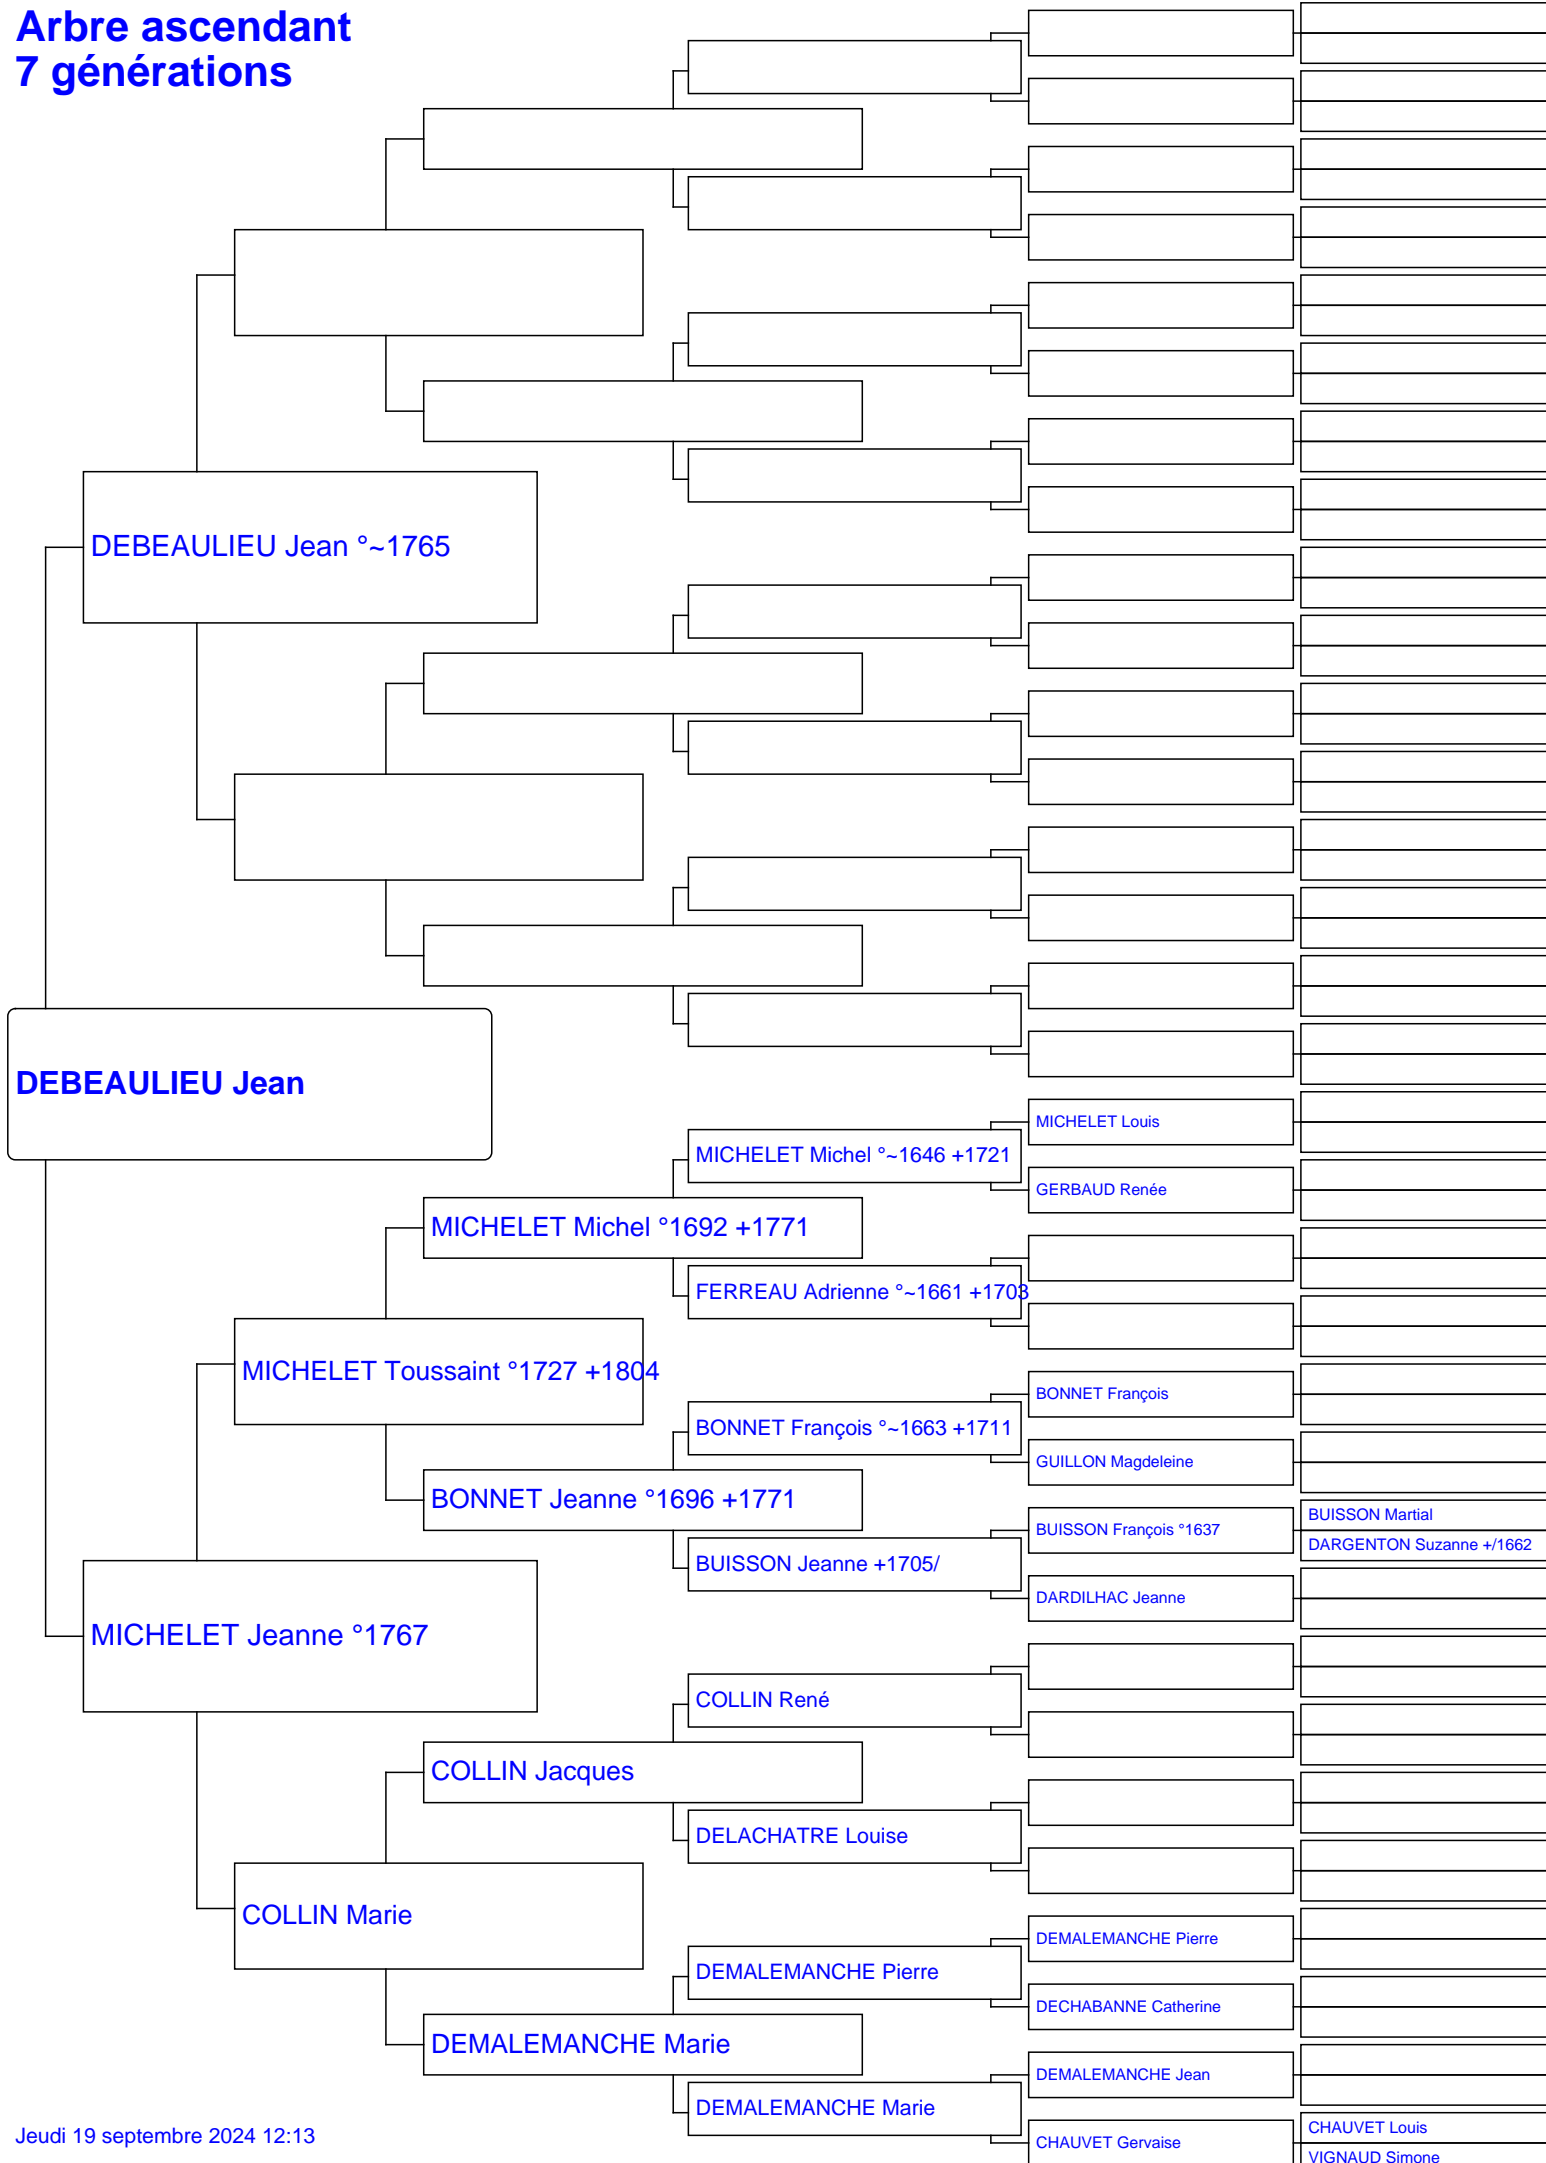 Arbre ascendant
7 générations
DEBEAULIEU Jean °~1765
DEBEAULIEU Jean
MICHELET Louis
MICHELET Michel °~1646 +1721
GERBAUD Renée
MICHELET Michel °1692 +1771
FERREAU Adrienne °~1661 +1703
MICHELET Toussaint °1727 +1804
BONNET François
BONNET François °~1663 +1711
GUILLON Magdeleine
BONNET Jeanne °1696 +1771
BUISSON Martial
BUISSON François °1637
DARGENTON Suzanne +/1662
BUISSON Jeanne +1705/
DARDILHAC Jeanne
MICHELET Jeanne °1767
COLLIN René
COLLIN Jacques
DELACHATRE Louise
COLLIN Marie
DEMALEMANCHE Pierre
DEMALEMANCHE Pierre
DECHABANNE Catherine
DEMALEMANCHE Marie
DEMALEMANCHE Jean
DEMALEMANCHE Marie
CHAUVET Louis
CHAUVET Gervaise
VIGNAUD Simone
Jeudi 19 septembre 2024 12:13